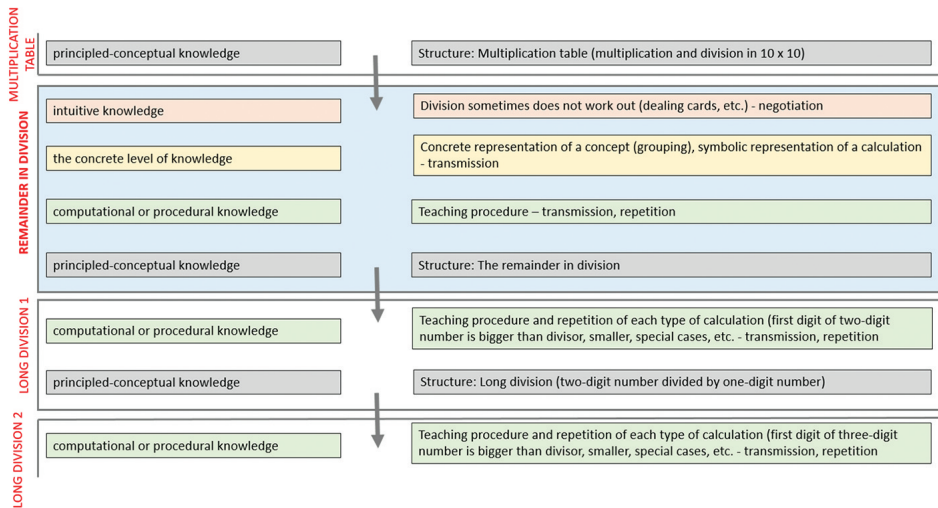 MULTIPLICATION
TABLE
principled-conceptual knowledge
Structure: Multiplication table (multiplication and division in 10 x 10)
REMAINDER IN DIVISION
intuitive knowledge
Division sometimes does not work out (dealing cards, etc.) - negotiation
the concrete level of knowledge
Concrete representation of a concept (grouping), symbolic representation of a calculation
- transmission
computational or procedural knowledge
Teaching procedure – transmission, repetition
principled-conceptual knowledge
Structure: The remainder in division
LONG DIVISION 1
computational or procedural knowledge
Teaching procedure and repetition of each type of calculation (first digit of two-digit
number is bigger than divisor, smaller, special cases, etc. - transmission, repetition
principled-conceptual knowledge
Structure: Long division (two-digit number divided by one-digit number)
LONG DIVISION 2
computational or procedural knowledge
Teaching procedure and repetition of each type of calculation (first digit of three-digit
number is bigger than divisor, smaller, special cases, etc. - transmission, repetition